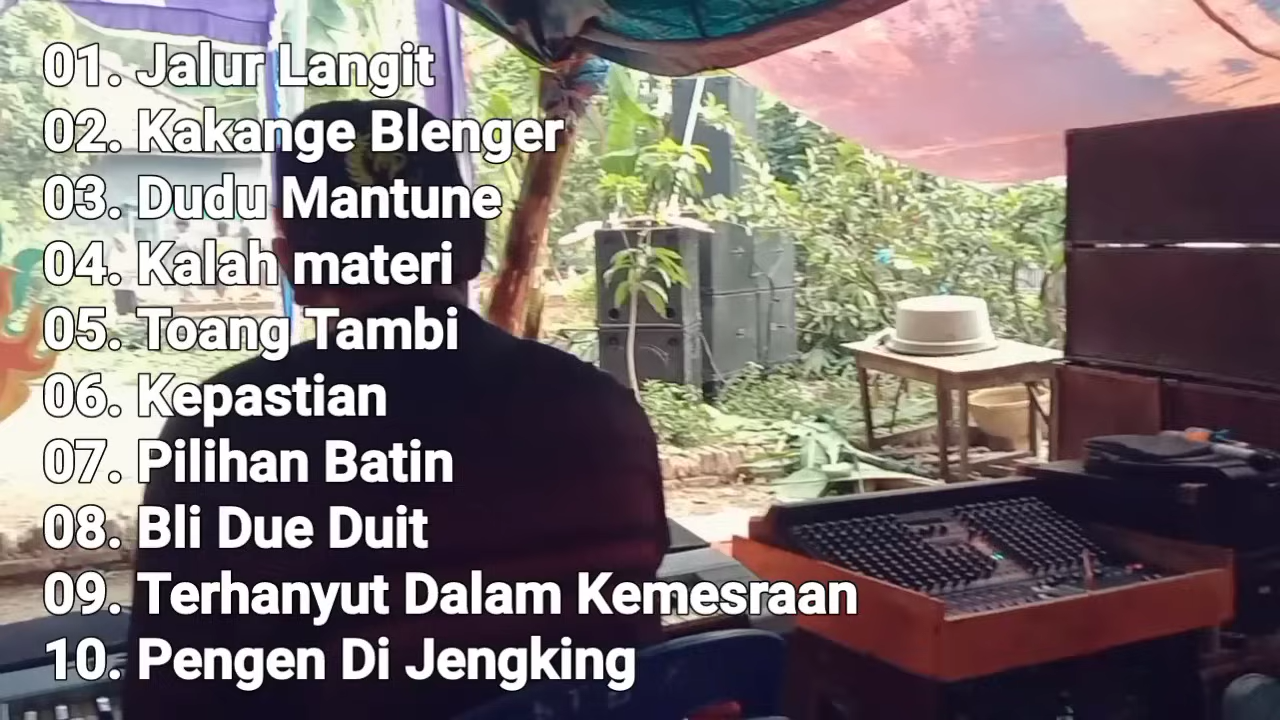 01. Jalur Langit
02. Kakange Blenger
03. Dudu Mantune
04. Kalah materi
05. Toang Tambi
06. Kepastian
07. Pilihan Batin
08. Bli Due Duit
09. Terhanyut Dalam Kemesraan
10. Pengen Di Jengking